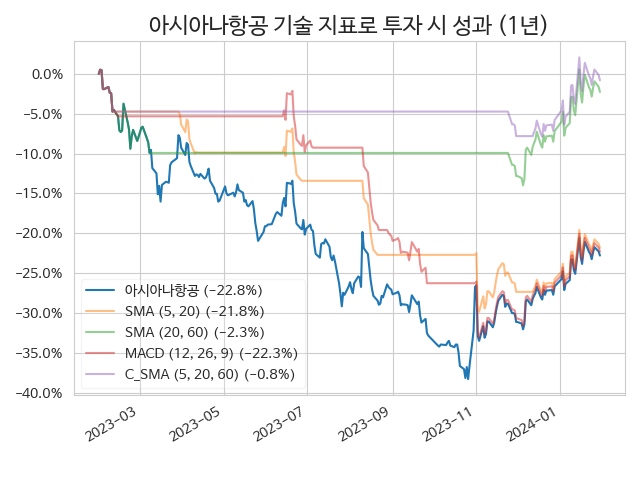 아시아나항공 기술 지표로 투자 시 성과 (1년)
0.0%
−5.0%
−10.0%
−15.0%
−20.0%
−25.0%
−30.0%
−35.0%
−40.0%
아시아나항공 (−22.8%)
SMA (5, 20) (−21.8%)
SMA (20, 60) (−2.3%)
MACD (12, 26, 9) (−22.3%)
C_SMA (5, 20, 60) (−0.8%)
2023−03
2023−05
2023−07
2023−09
2023−11
2024−01